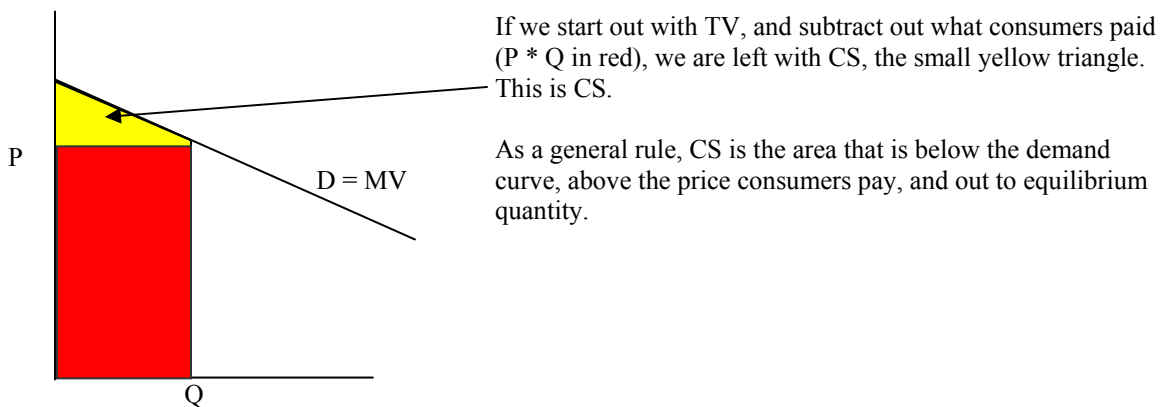 If we start out with TV, and subtract out what consumers paid
(P * Q in red), we are left with CS, the small yellow triangle.
This is CS.
As a general rule, CS is the area that is below the demand
curve, above the price consumers pay, and out to equilibrium
quantity.
P
D = MV
Q